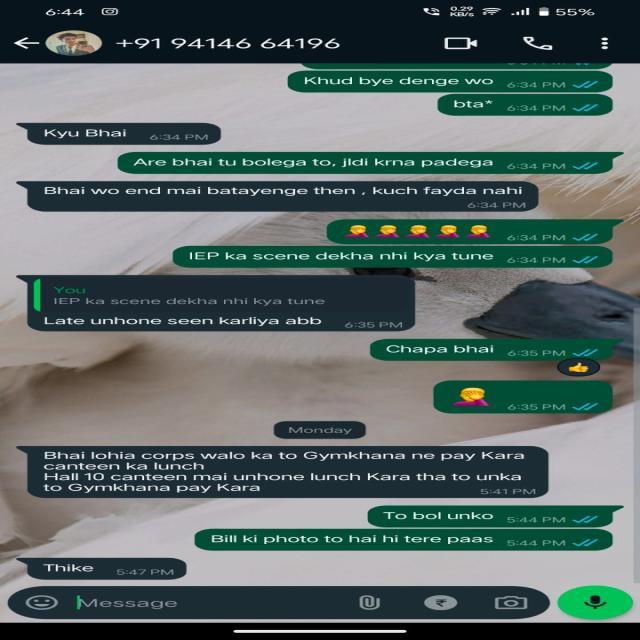 6:44 0.29 KB/s 55%
+91 94146 64196
Khud bye denge wo 6:34 PM
bta* 6:34 PM
Kyu Bhai 6:34 PM
Are bhai tu bolega to, jldi krna padega 6:34 PM
Bhai wo end mai batayenge then , kuch fayda nahi
6:34 PM
6:34 PM
IEP ka scene dekha nhi kya tune 6:34 PM
You
IEP ka scene dekha nhi kya tune
Late unhone seen karliya abb 6:35 PM
Chapa bhai 6:35 PM
6:35 PM
Monday
Bhai lohia corps walo ka to Gymkhana ne pay Kara
canteen ka lunch
Hall 10 canteen mai unhone lunch Kara tha to unka
to Gymkhana pay Kara 5:41 PM
To bol unko 5:44 PM
Bill ki photo to hai hi tere paas 5:44 PM
Thike 5:47 PM
Message